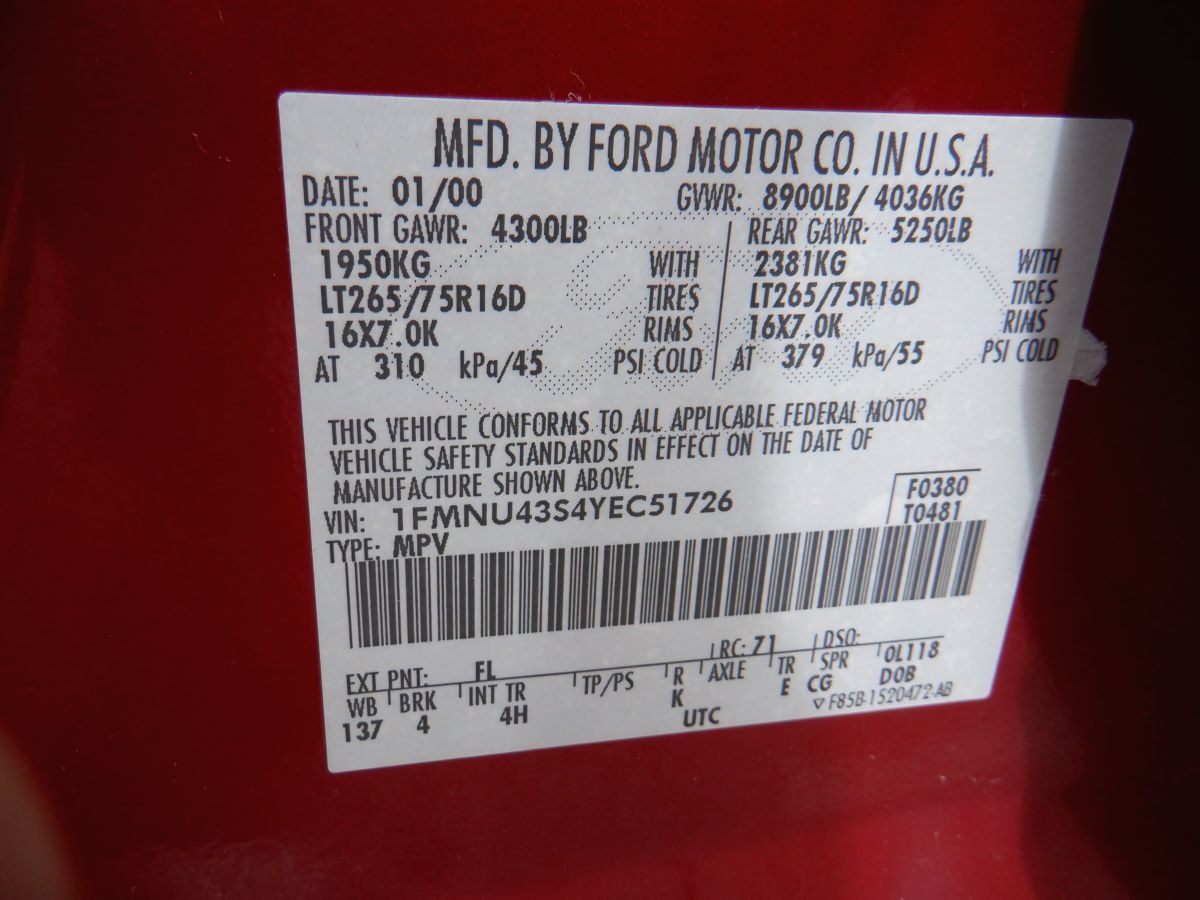 MFD. BY FORD MOTOR CO. IN U.S.A.
DATE: 01/00 GVWR: 8900LB/ 4036KG
FRONT GAWR: 4300LB REAR GAWR: 5250LB
1950KG WITH 2381KG WITH
LT265/75R16D TIRES LT265/75R16D TIRES
16X7.0K RIMS 16X7.0K RIMS
AT 310 kPa/45 PSI COLD AT 379 kPa/55 PSI COLD
THIS VEHICLE CONFORMS TO ALL APPLICABLE FEDERAL MOTOR
VEHICLE SAFETY STANDARDS IN EFFECT ON THE DATE OF
MANUFACTURE SHOWN ABOVE.
VIN: 1FMNU43S4YEC51726 F0380
TYPE: MPV T0481
EXT PNT: FL RC: 71 DSO:
WB BRK INT TR TP/PS R AXLE TR SPR OL118
137 4 4H K E CG DOB
UTC ▽ F85B-1520472-AB